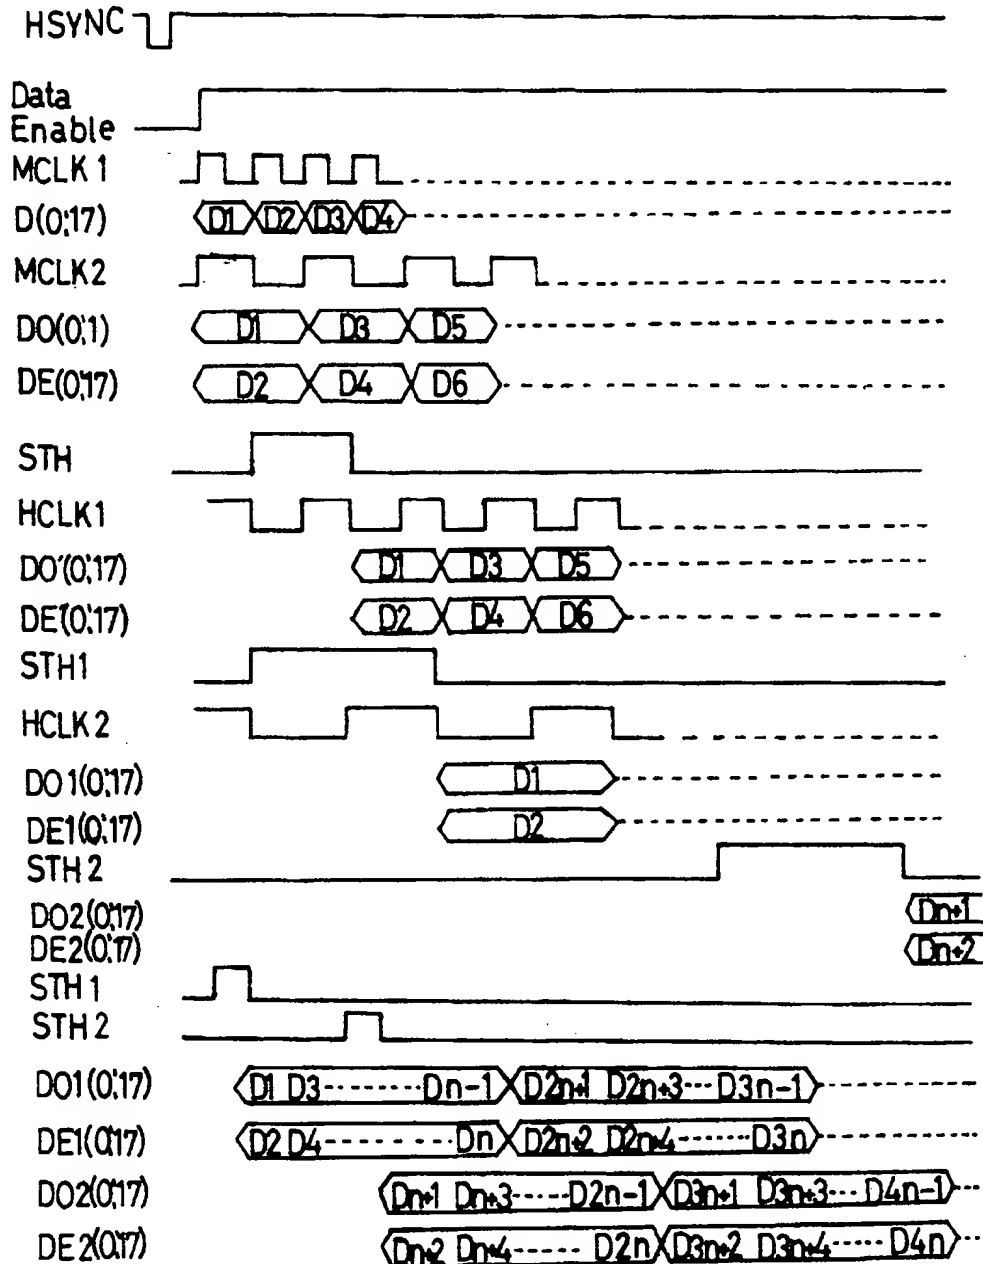 HSYNC
Data
Enable
MCLK 1
D(0:17) D1 D2 D3 D4
MCLK2
DO(0:1) D1 D3 D5
DE(0:17) D2 D4 D6
STH
HCLK1
DO'(0:17) D1 D3 D5
DE'(0:17) D2 D4 D6
STH1
HCLK 2
DO1(0:17) D1
DE1(0:17) D2
STH 2
DO2(0:17) Dn+1
DE2(0:17) Dn+2
STH 1
STH 2
DO1(0:17) D1 D3 ------- Dn-1 D2n+1 D2n+3 --- D3n-1
DE1(0:17) D2 D4 ------- Dn D2n+2 D2n+4 ------ D3n
DO2(0:17) Dn+1 Dn+3 ----- D2n-1 D3n+1 D3n+3 --- D4n-1
DE2(0:17) Dn+2 Dn+4 ----- D2n D3n+2 D3n+4 ----- D4n